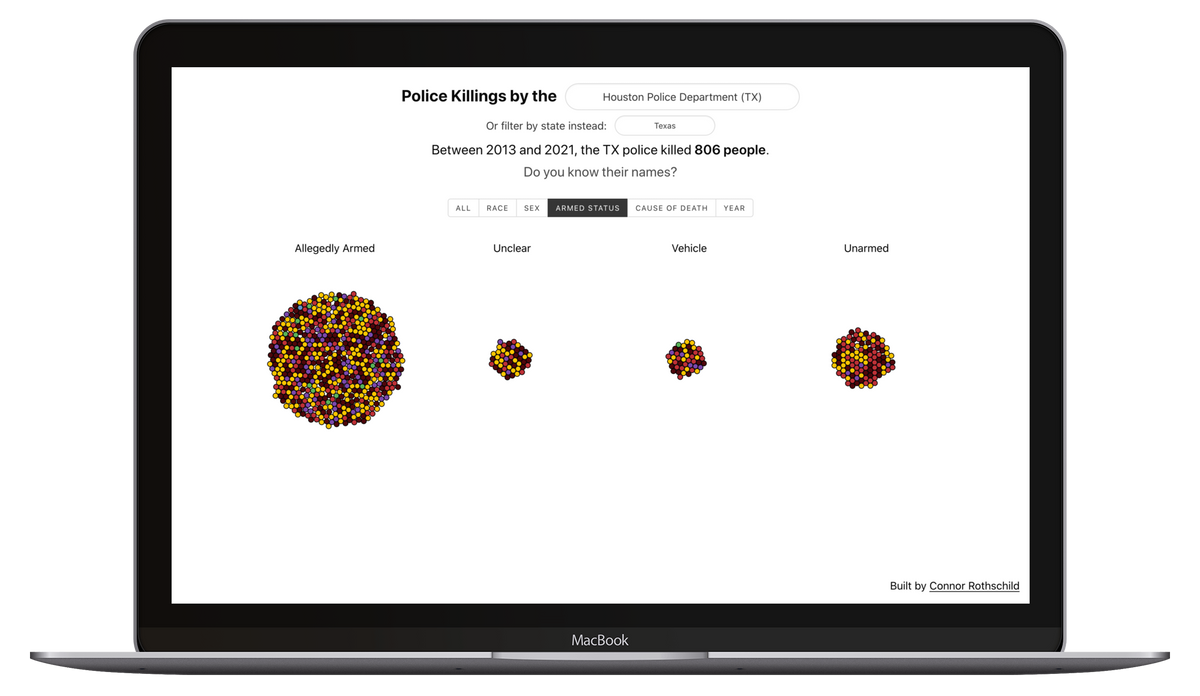 Police Killings by the Houston Police Department (TX)
Or filter by state instead: Texas
Between 2013 and 2021, the TX police killed 806 people.
Do you know their names?
ALL RACE SEX ARMED STATUS CAUSE OF DEATH YEAR
Allegedly Armed Unclear Vehicle Unarmed
Built by Connor Rothschild
MacBook